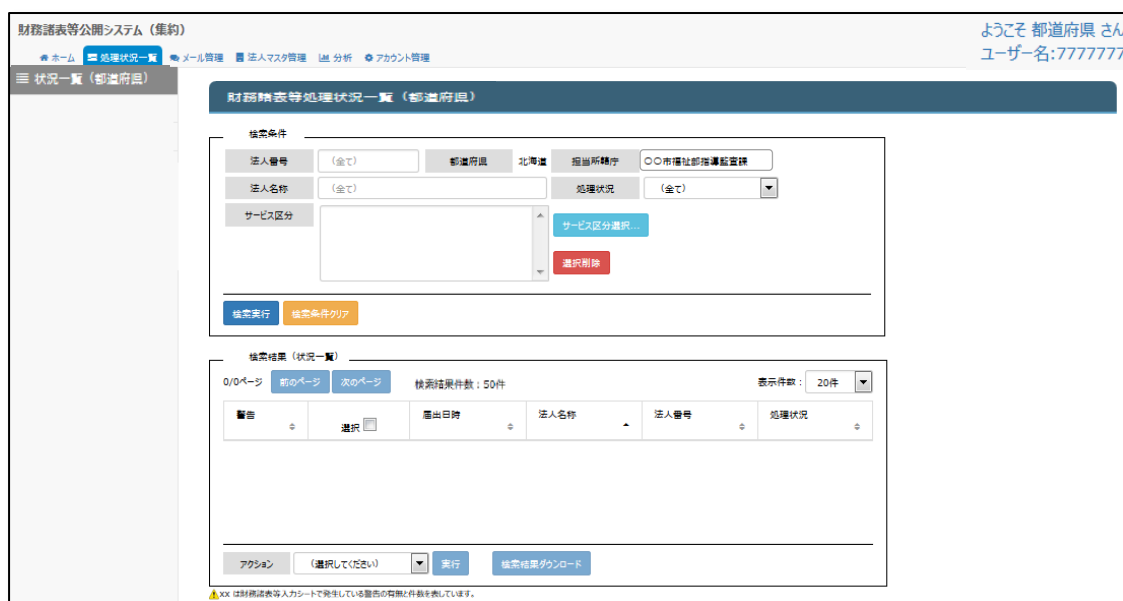 財務諸表等公開システム（集約）
ようこそ 都道府県 さん
ホーム 処理状況一覧 メール管理 法人マスタ管理 分析 アカウント管理
ユーザー名:7777777
状況一覧（都道府県）
財務諸表等処理状況一覧（都道府県）
検索条件
法人番号 （全て） 都道府県 北海道 担当所轄庁 〇〇市福祉部指導監査課
法人名称 （全て） 処理状況 （全て）
サービス区分
サービス区分選択...
選択削除
検索実行 検索条件クリア
検索結果（状況一覧）
0/0ページ 前のページ 次のページ 検索結果件数：50件 表示件数： 20件
警告 選択 届出日時 法人名称 法人番号 処理状況
アクション （選択してください） 実行 検索結果ダウンロード
xx は財務諸表等入力シートで発生している警告の有無と件数を表しています。